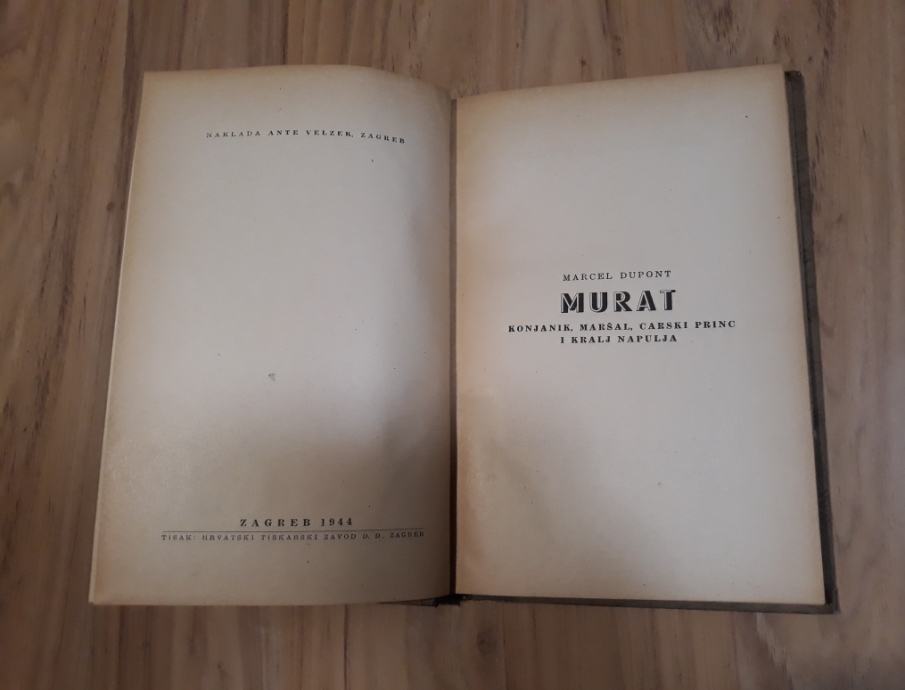 NAKLADA ANTE VELZEK, ZAGREB
ZAGREB 1944
TISAK: HRVATSKI TISKARSKI ZAVOD D. D. ZAGREB
MARCEL DUPONT
MURAT
KONJANIK, MARŠAL, CARSKI PRINC
I KRALJ NAPULJA